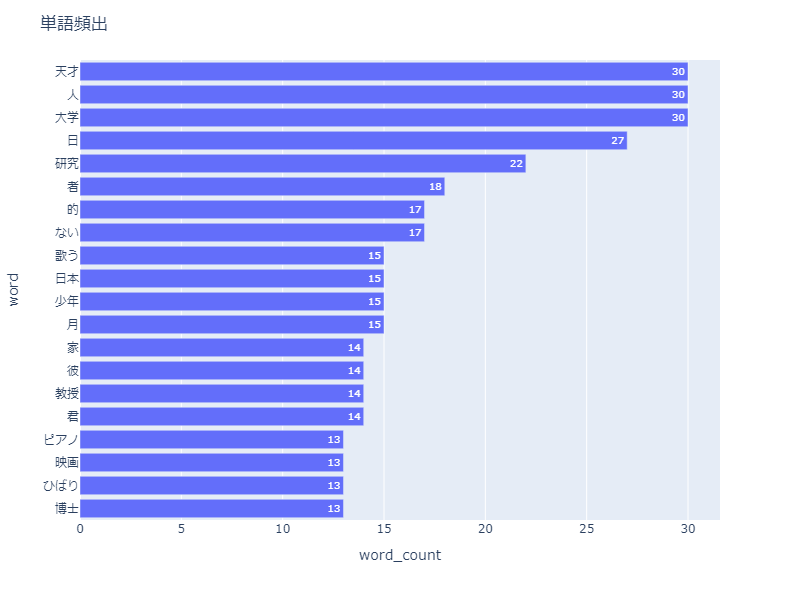 単語頻出
word
天才 30
人 30
大学 30
日 27
研究 22
者 18
的 17
ない 17
歌う 15
日本 15
少年 15
月 15
家 14
彼 14
教授 14
君 14
ピアノ 13
映画 13
ひばり 13
博士 13
0 5 10 15 20 25 30
word_count